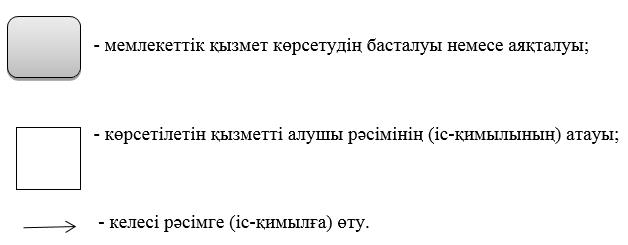 - мемлекеттік қызмет көрсетудің басталуы немесе аяқталуы;
- көрсетілетін қызметті алушы рәсімінің (іс-қимылының) атауы;
- келесі рәсімге (іс-қимылға) өту.